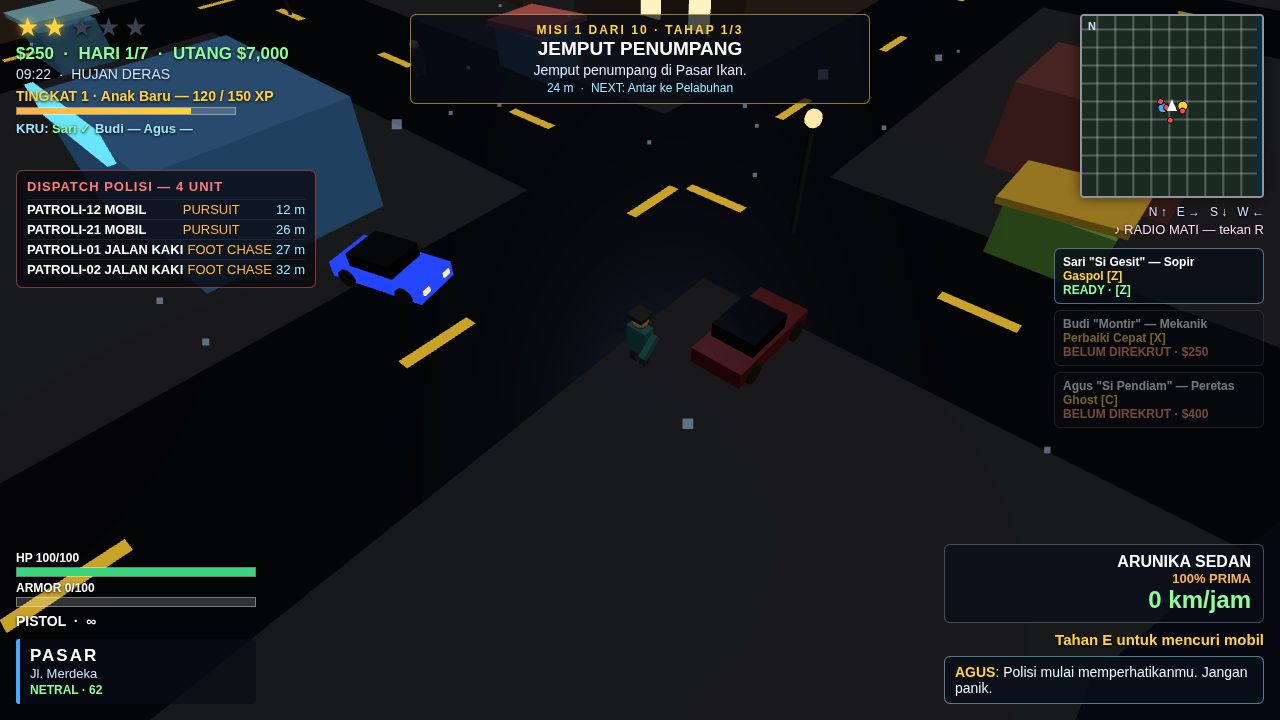 $250 · HARI 1/7 · UTANG $7,000
09:22 · HUJAN DERAS
TINGKAT 1 · Anak Baru — 120 / 150 XP
KRU: Sari ✓ Budi — Agus —
DISPATCH POLISI — 4 UNIT
PATROLI-12 MOBIL PURSUIT 12 m
PATROLI-21 MOBIL PURSUIT 26 m
PATROLI-01 JALAN KAKI FOOT CHASE 27 m
PATROLI-02 JALAN KAKI FOOT CHASE 32 m
MISI 1 DARI 10 · TAHAP 1/3
JEMPUT PENUMPANG
Jemput penumpang di Pasar Ikan.
24 m · NEXT: Antar ke Pelabuhan
N
N↑ E→ S↓ W←
♪ RADIO MATI — tekan R
Sari "Si Gesit" — Sopir
Gaspol [Z]
READY · [Z]
Budi "Montir" — Mekanik
Perbaiki Cepat [X]
BELUM DIREKRUT · $250
Agus "Si Pendiam" — Peretas
Ghost [C]
BELUM DIREKRUT · $400
HP 100/100
ARMOR 0/100
PISTOL · ∞
PASAR
Jl. Merdeka
NETRAL · 62
ARUNIKA SEDAN
100% PRIMA
0 km/jam
Tahan E untuk mencuri mobil
AGUS: Polisi mulai memperhatikanmu. Jangan
panik.